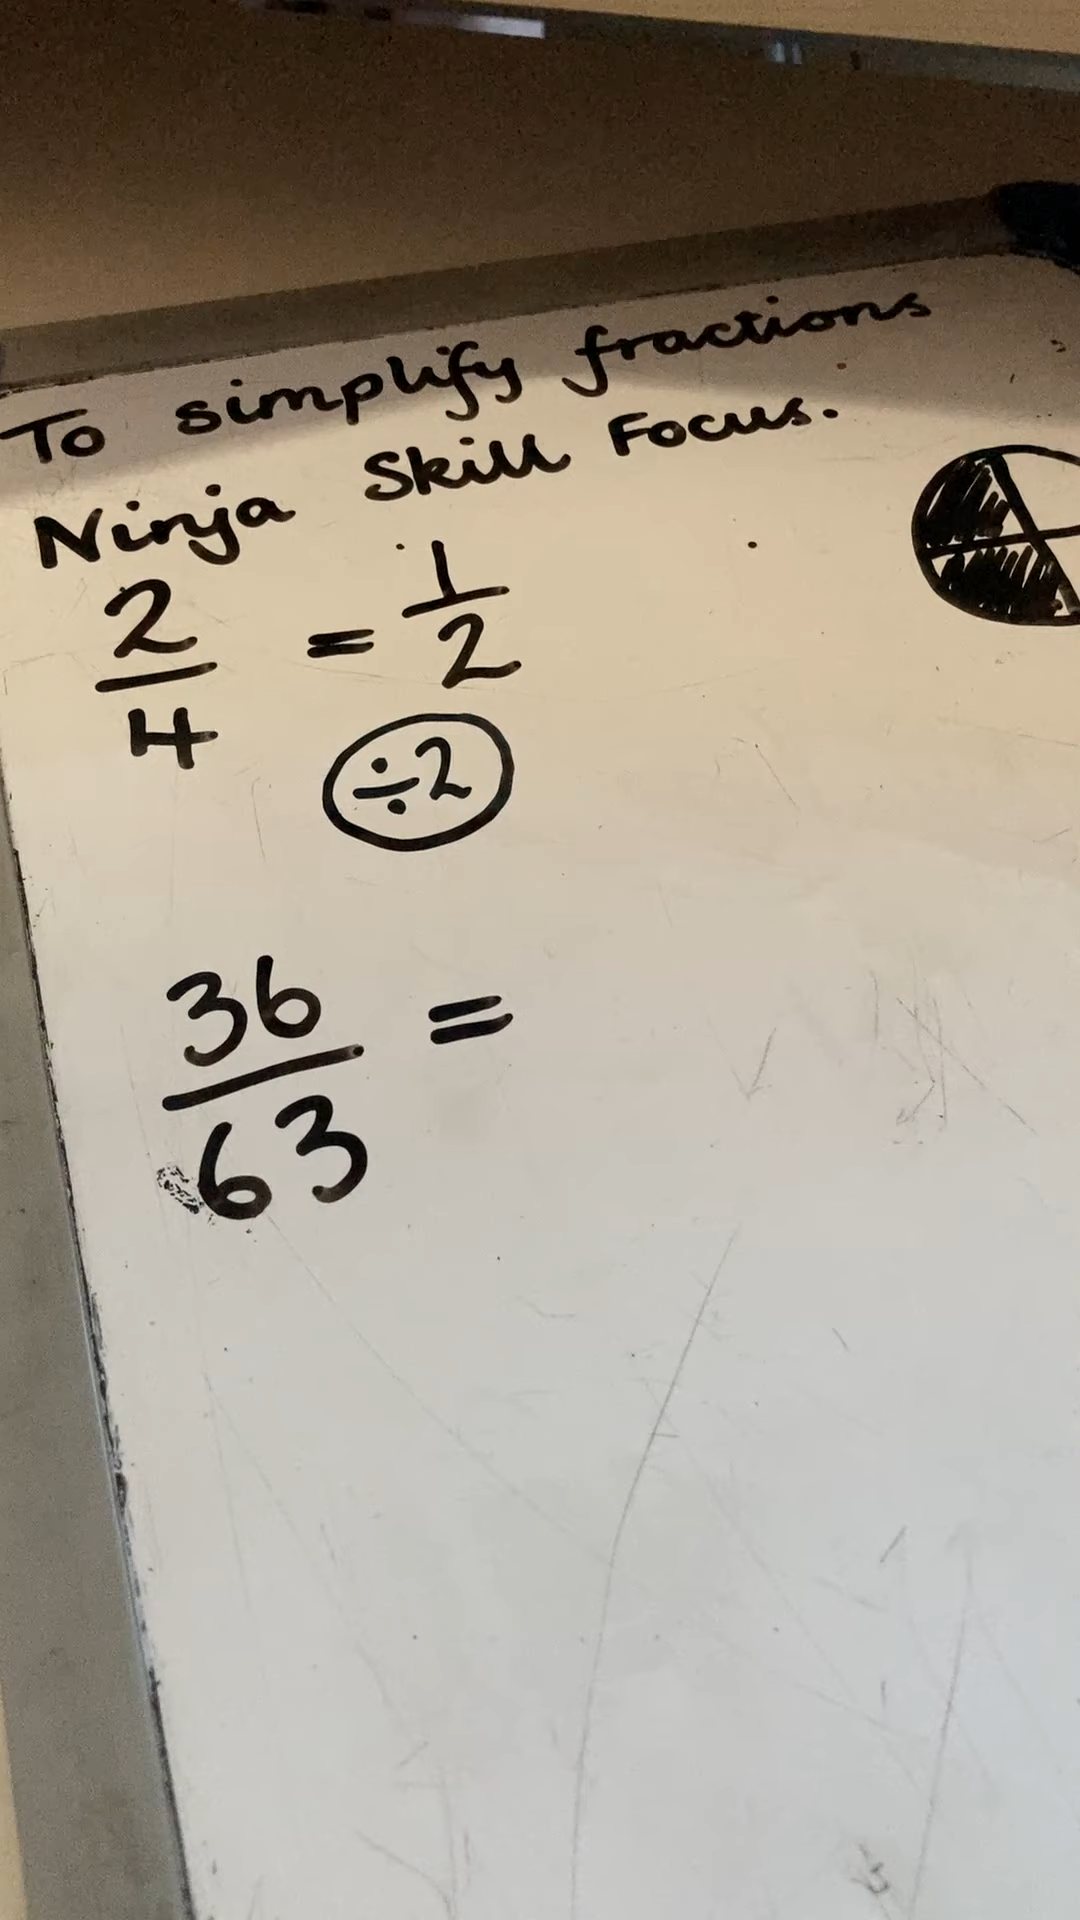 To simplify fractions
Ninja Skill Focus.
2/4 = 1/2
÷2
36/63 =